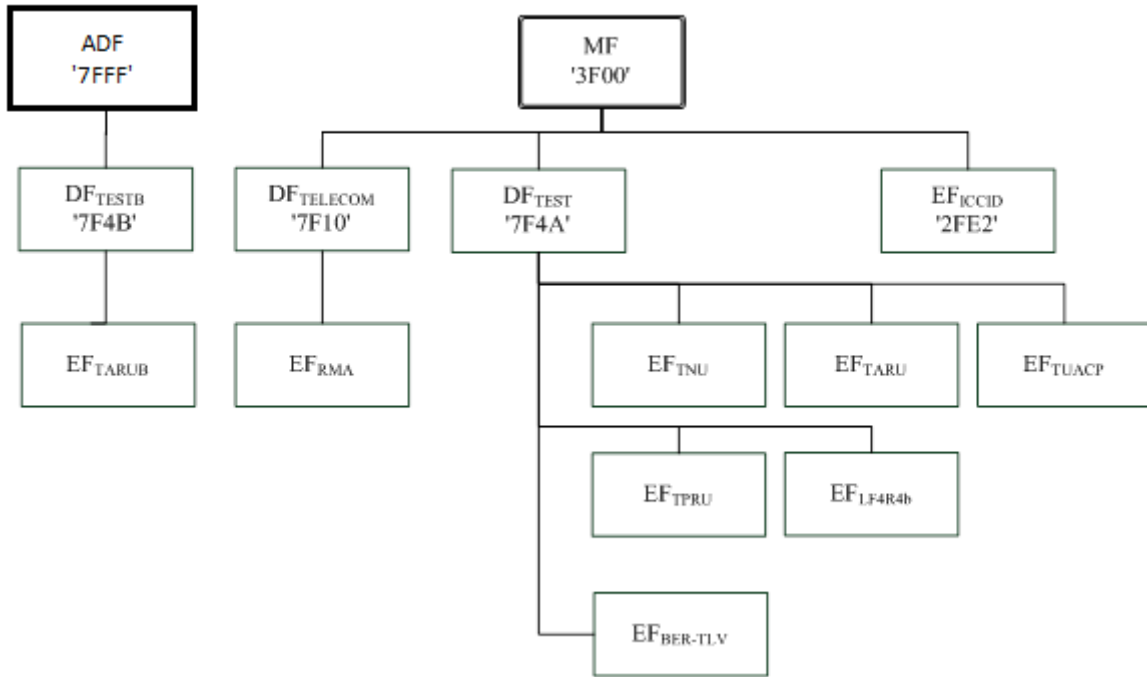 ADF
'7FFF'
MF
'3F00'
DFTESTB
'7F4B'
DFTELECOM
'7F10'
DFTEST
'7F4A'
EFICCID
'2FE2'
EFTARUB
EFRMA
EFTNU
EFTARU
EFTUACP
EFTPRU
EFLF4R4b
EFBER-TLV